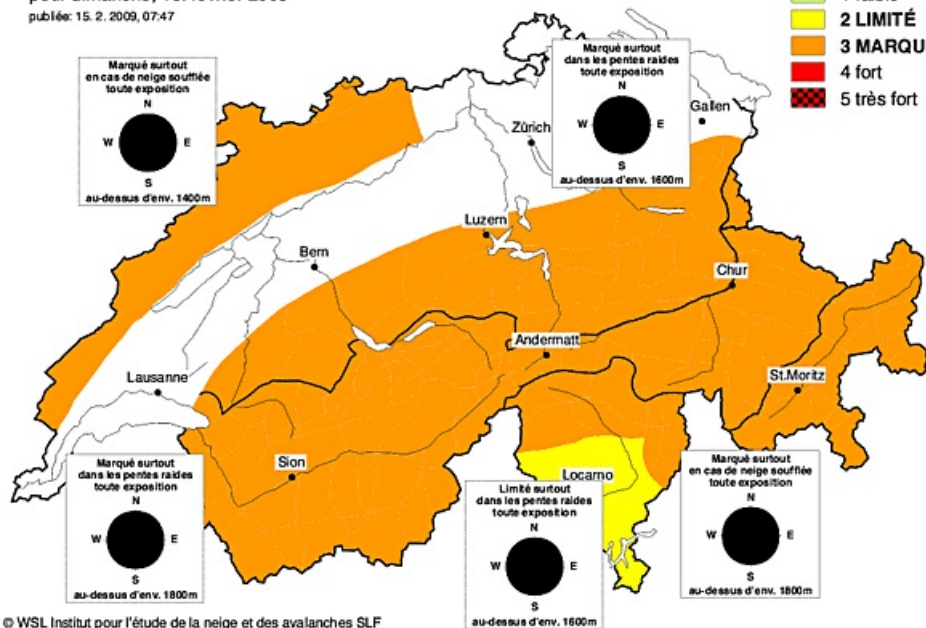 publiée: 15. 2. 2009, 07:47
2 LIMITÉ
3 MARQU
4 fort
5 très fort
Marqué surtout
en cas de neige soufflée
toute exposition
N
W E
S
au-dessus d'env. 1400m
Marqué surtout
dans les pentes raides
toute exposition
N
W E
S
au-dessus d'env. 1600m
Gallen
Zürich
Luzern
Bern
Chur
Andermatt
Lausanne
St.Moritz
Sion
Locarno
Marqué surtout
dans les pentes raides
toute exposition
N
W E
S
au-dessus d'env. 1800m
Limité surtout
dans les pentes raides
toute exposition
N
W E
S
au-dessus d'env. 1600m
Marqué surtout
en cas de neige soufflée
toute exposition
N
W E
S
au-dessus d'env. 1800m
© WSL Institut pour l'étude de la neige et des avalanches SLF